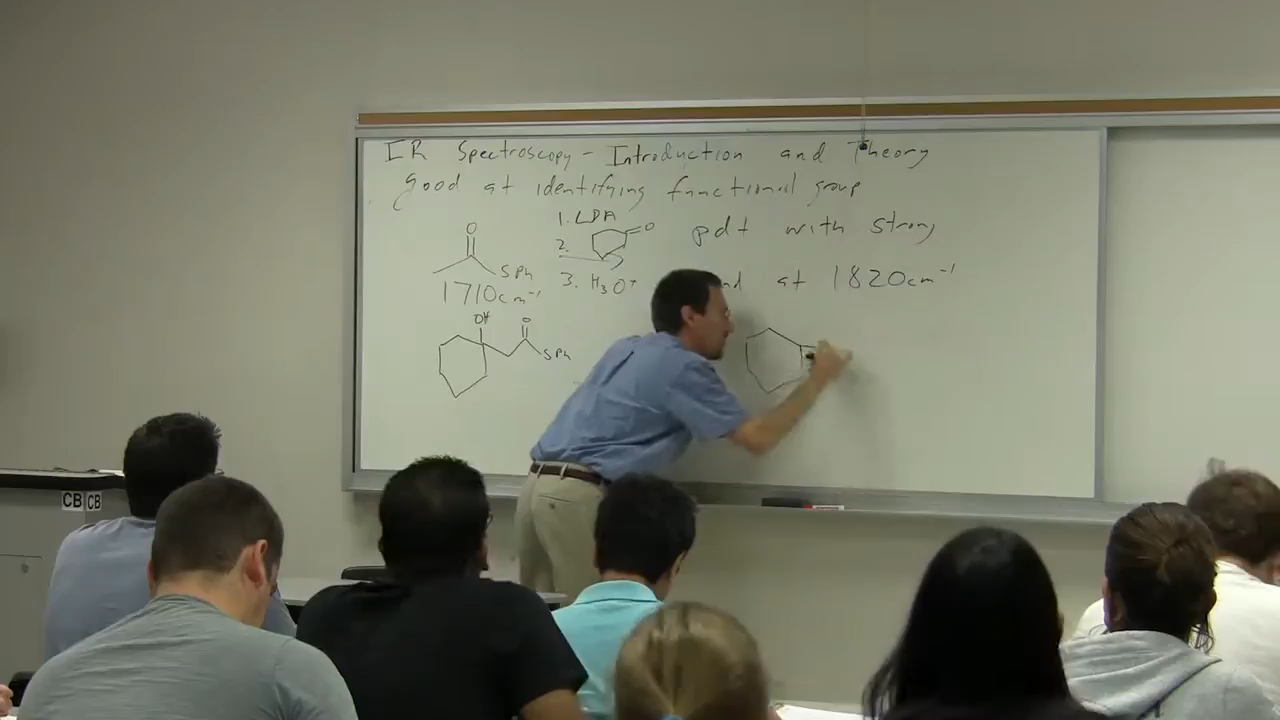 IR Spectroscopy - Introduction and Theory
good at identifying functional group
1. LDA
2.
3. H3O+
O
O
SPh
1710cm-1
pdt with strong
at 1820cm-1
OH
O
SPh
CB CB